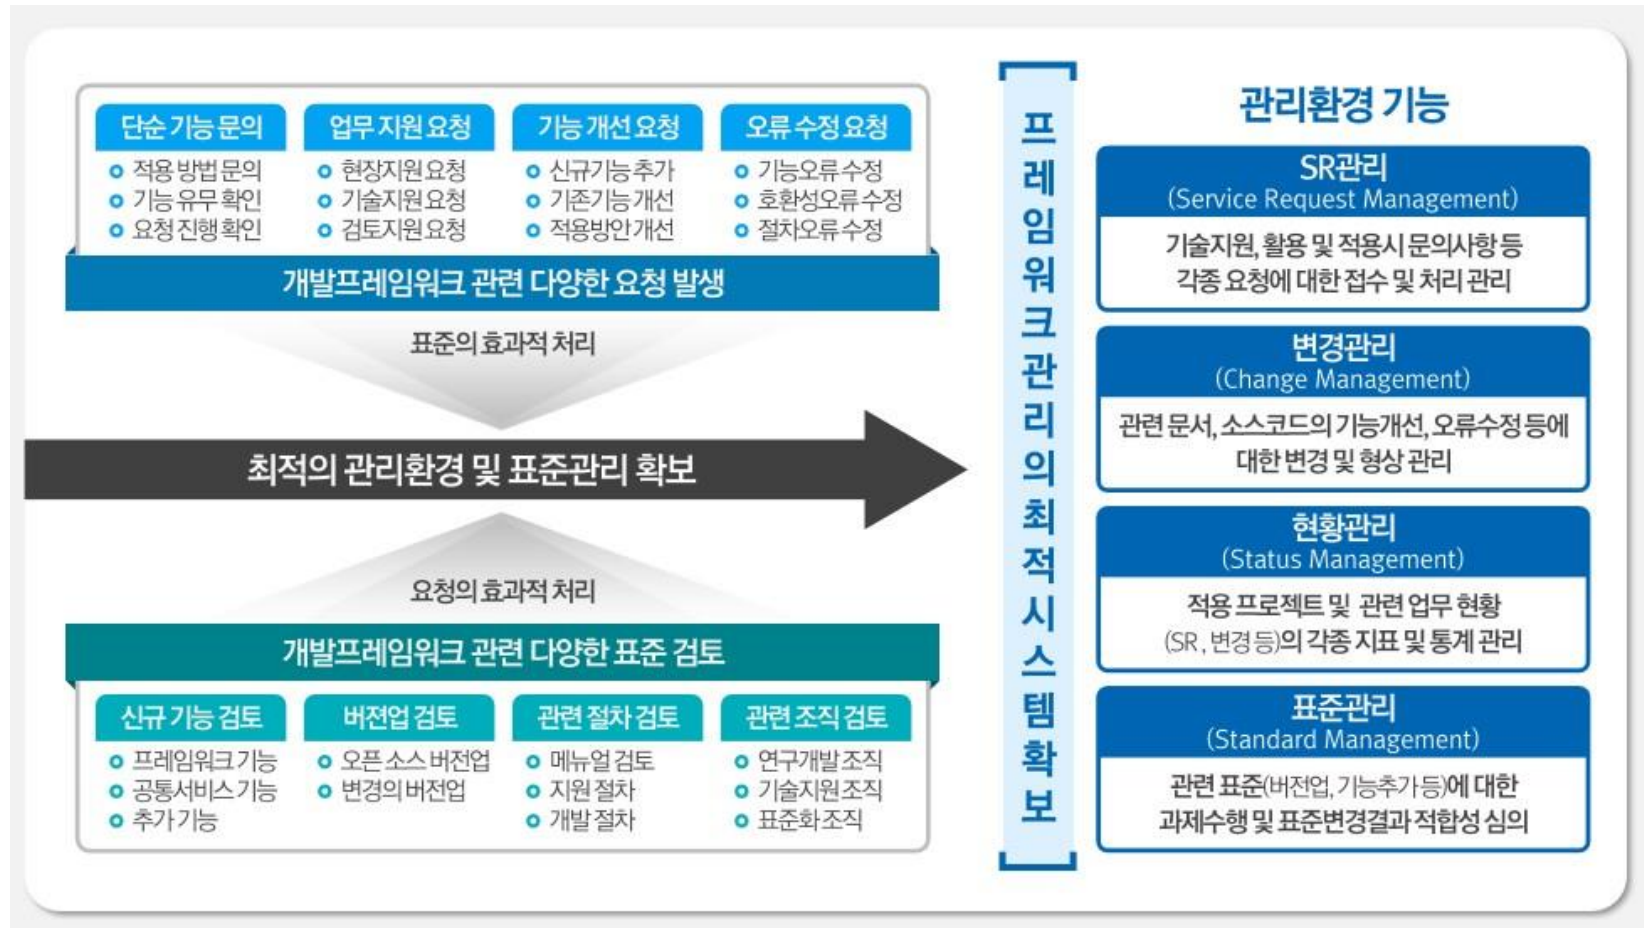 단순 기능 문의
적용 방법 문의
기능 유무 확인
요청 진행 확인
업무 지원 요청
현장지원 요청
기술지원 요청
검토지원 요청
기능 개선 요청
신규기능 추가
기존기능 개선
적용방안 개선
오류 수정 요청
기능오류 수정
호환성오류 수정
절차오류 수정
개발프레임워크 관련 다양한 요청 발생
표준의 효과적 처리
최적의 관리환경 및 표준관리 확보
요청의 효과적 처리
개발프레임워크 관련 다양한 표준 검토
신규 기능 검토
프레임워크 기능
공통서비스 기능
추가 기능
버젼업 검토
오픈 소스 버전업
변경의 버전업
관련 절차 검토
메뉴얼 검토
지원 절차
개발 절차
관련 조직 검토
연구개발 조직
기술지원 조직
표준화 조직
프레임워크관리의최적시스템확보
관리환경 기능
SR관리
(Service Request Management)
기술지원, 활용 및 적용시 문의사항 등
각종 요청에 대한 접수 및 처리 관리
변경관리
(Change Management)
관련 문서, 소스코드의 기능개선, 오류수정 등에
대한 변경 및 형상 관리
현황관리
(Status Management)
적용 프로젝트 및 관련 업무 현황
(SR , 변경 등)의 각종 지표 및 통계 관리
표준관리
(Standard Management)
관련 표준(버전업, 기능추가 등)에 대한
과제수행 및 표준변경결과 적합성 심의